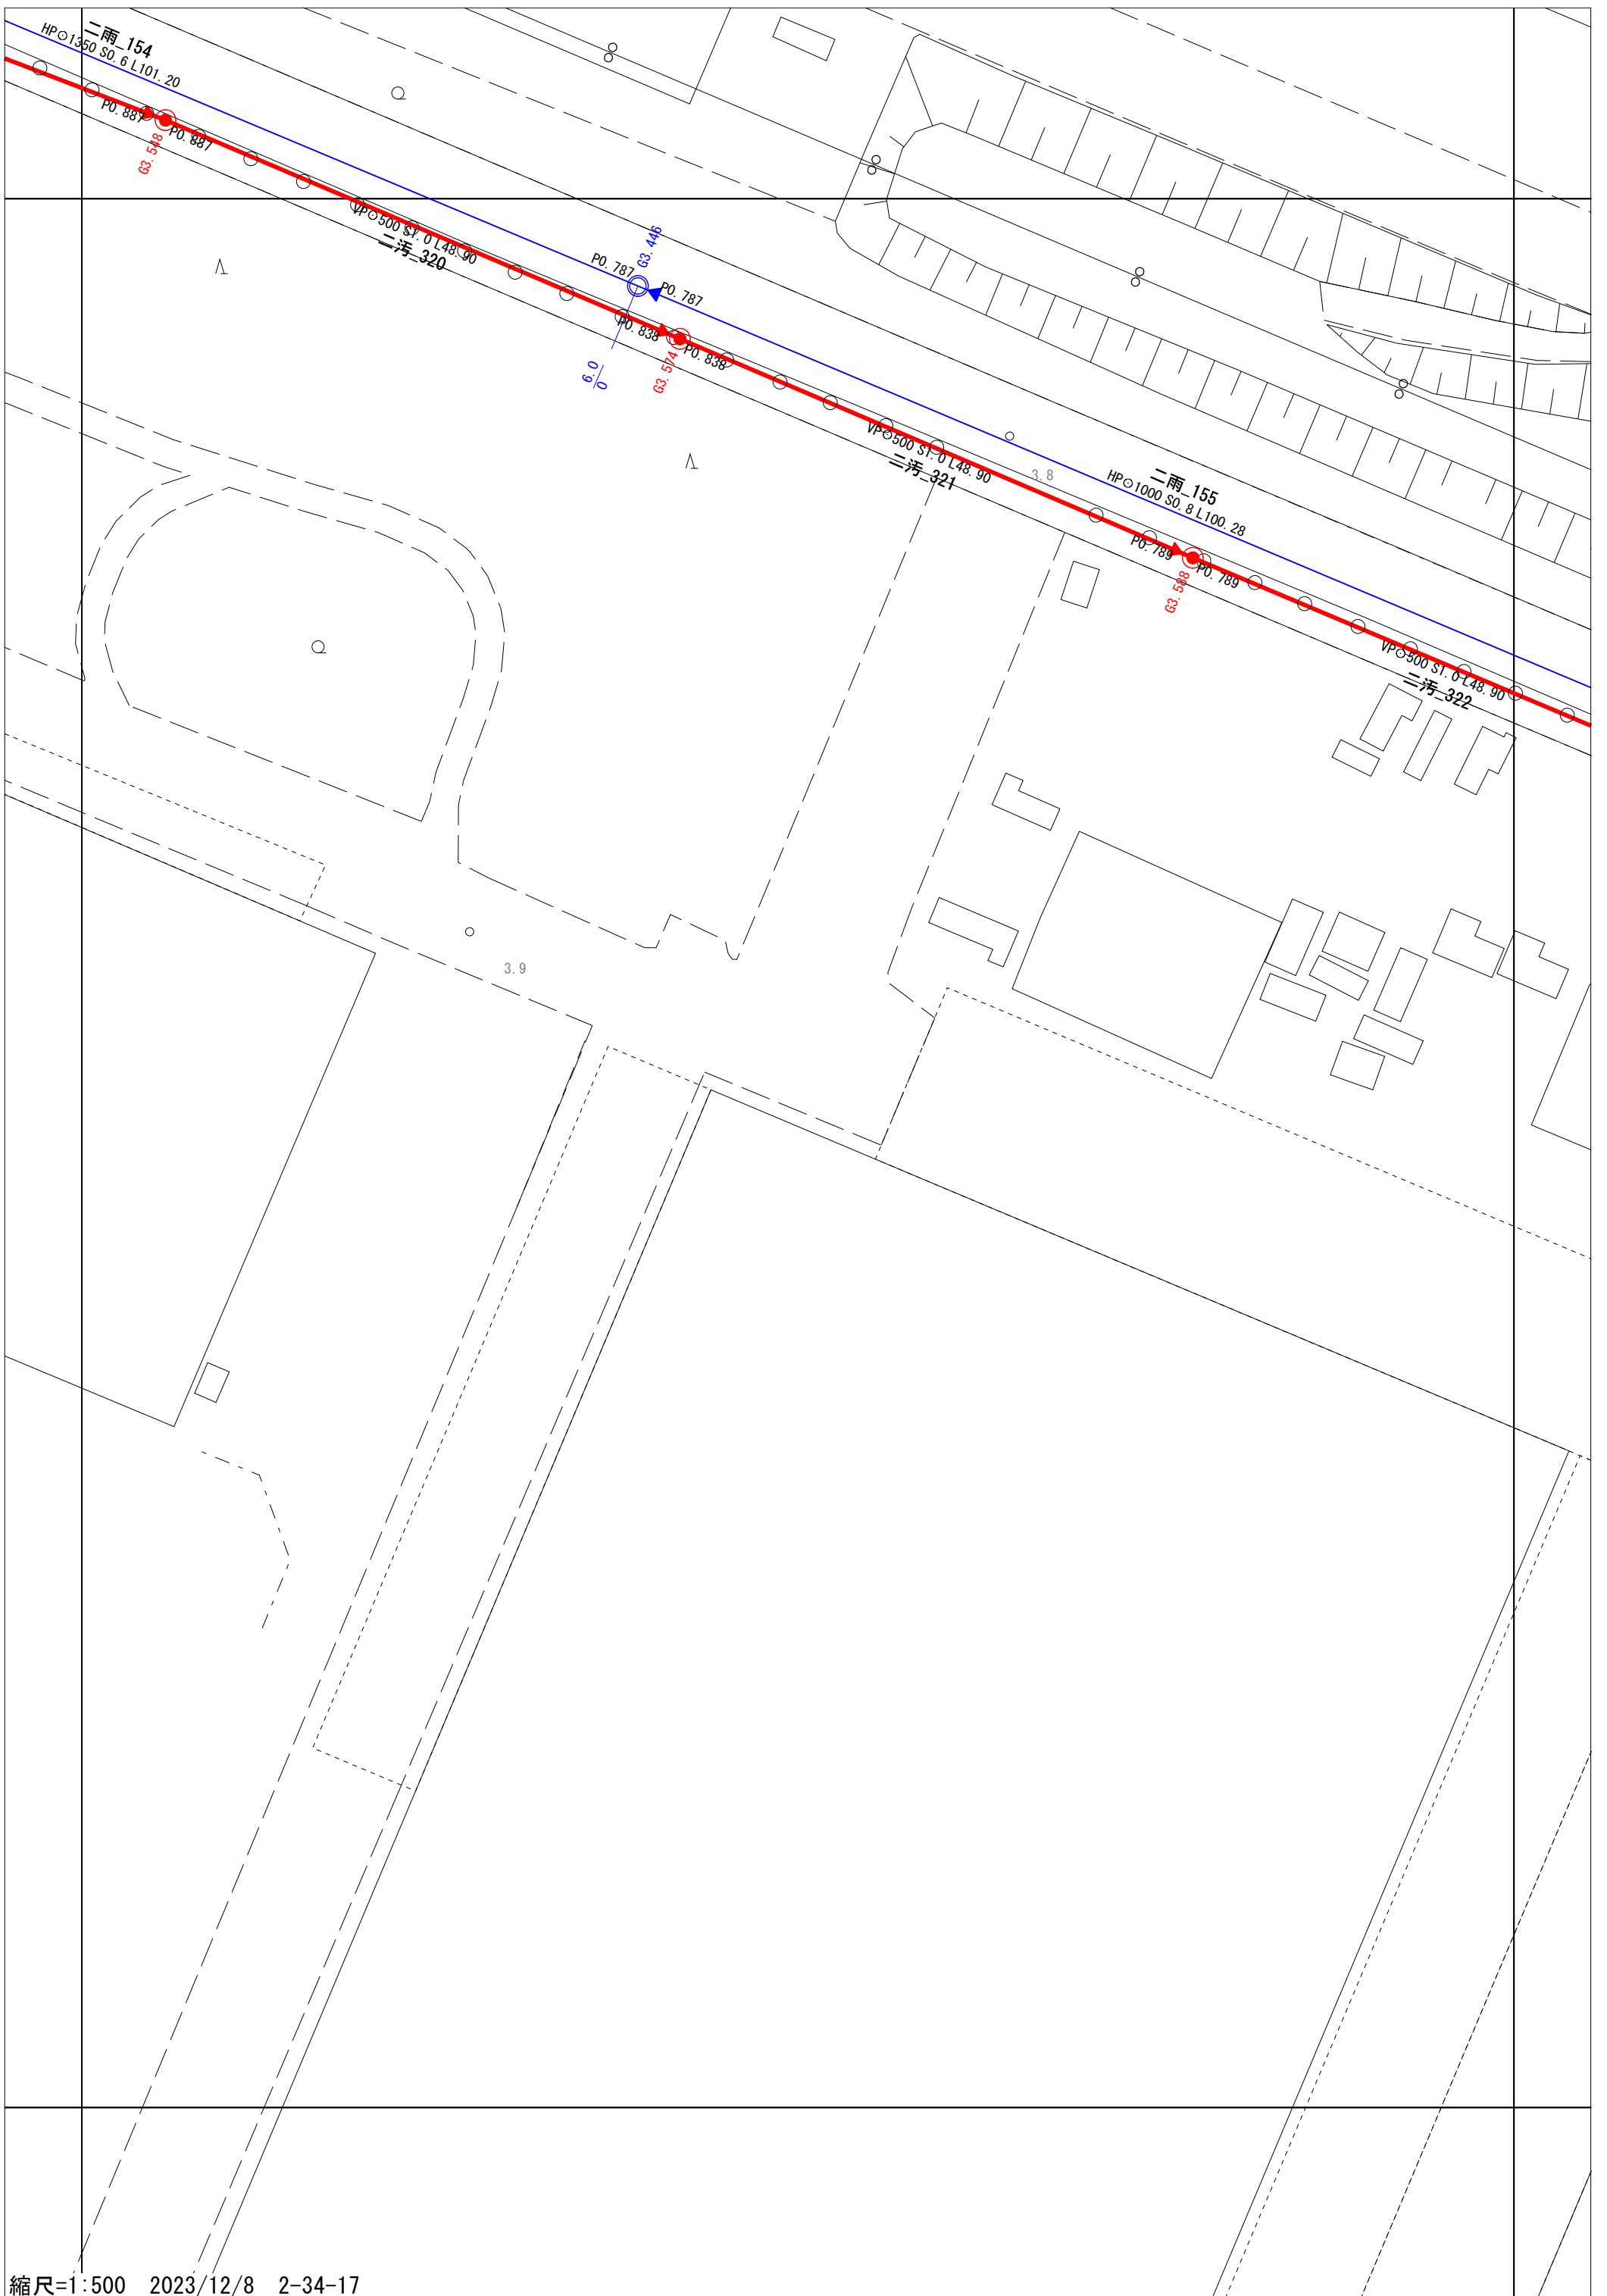 二雨_154
HP⊙1350 S0.6 L101.20
P0.887
P0.887
G3.548
VP⊙500 S1.0 L48.90
二汚_320
G3.446
P0.787
P0.787
6.0
0
P0.838
P0.838
G3.574
VP⊙500 S1.0 L48.90
二汚_321
3.8
二雨_155
HP⊙1000 S0.8 L100.28
P0.789
P0.789
G3.588
VP⊙500 S1.0 L48.90
二汚_322
3.9
縮尺=1:500 2023/12/8 2-34-17